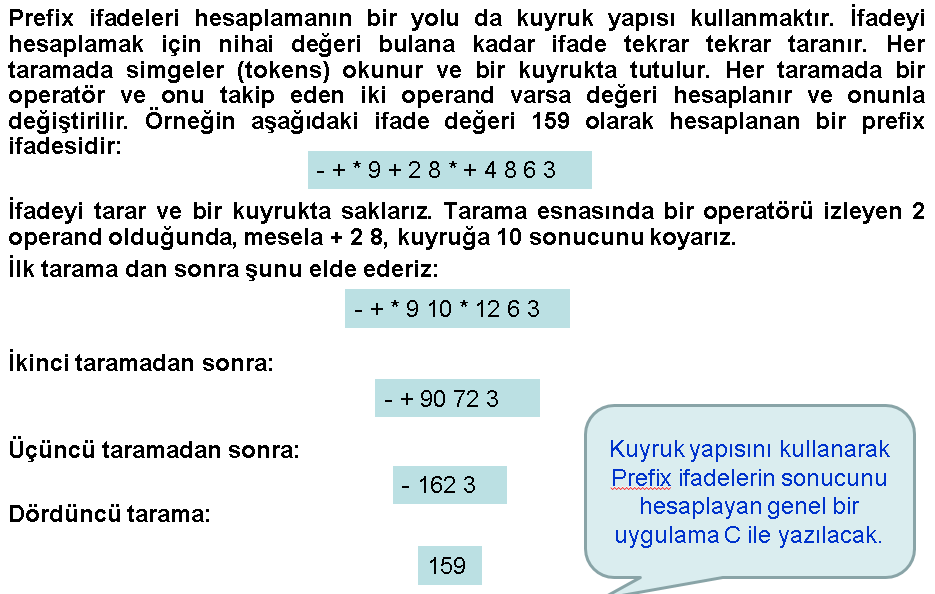 Prefix ifadeleri hesaplamanın bir yolu da kuyruk yapısı kullanmaktır. İfadeyi
hesaplamak için nihai değeri bulana kadar ifade tekrar tekrar taranır. Her
taramada simgeler (tokens) okunur ve bir kuyrukta tutulur. Her taramada bir
operatör ve onu takip eden iki operand varsa değeri hesaplanır ve onunla
değiştirilir. Örneğin aşağıdaki ifade değeri 159 olarak hesaplanan bir prefix
ifadesidir:
- + * 9 + 2 8 * + 4 8 6 3
İfadeyi tarar ve bir kuyrukta saklarız. Tarama esnasında bir operatörü izleyen 2
operand olduğunda, mesela + 2 8, kuyruğa 10 sonucunu koyarız.
İlk tarama dan sonra şunu elde ederiz:
- + * 9 10 * 12 6 3
İkinci taramadan sonra:
- + 90 72 3
Üçüncü taramadan sonra:
- 162 3
Dördüncü tarama:
159
Kuyruk yapısını kullanarak
Prefix ifadelerin sonucunu
hesaplayan genel bir
uygulama C ile yazılacak.